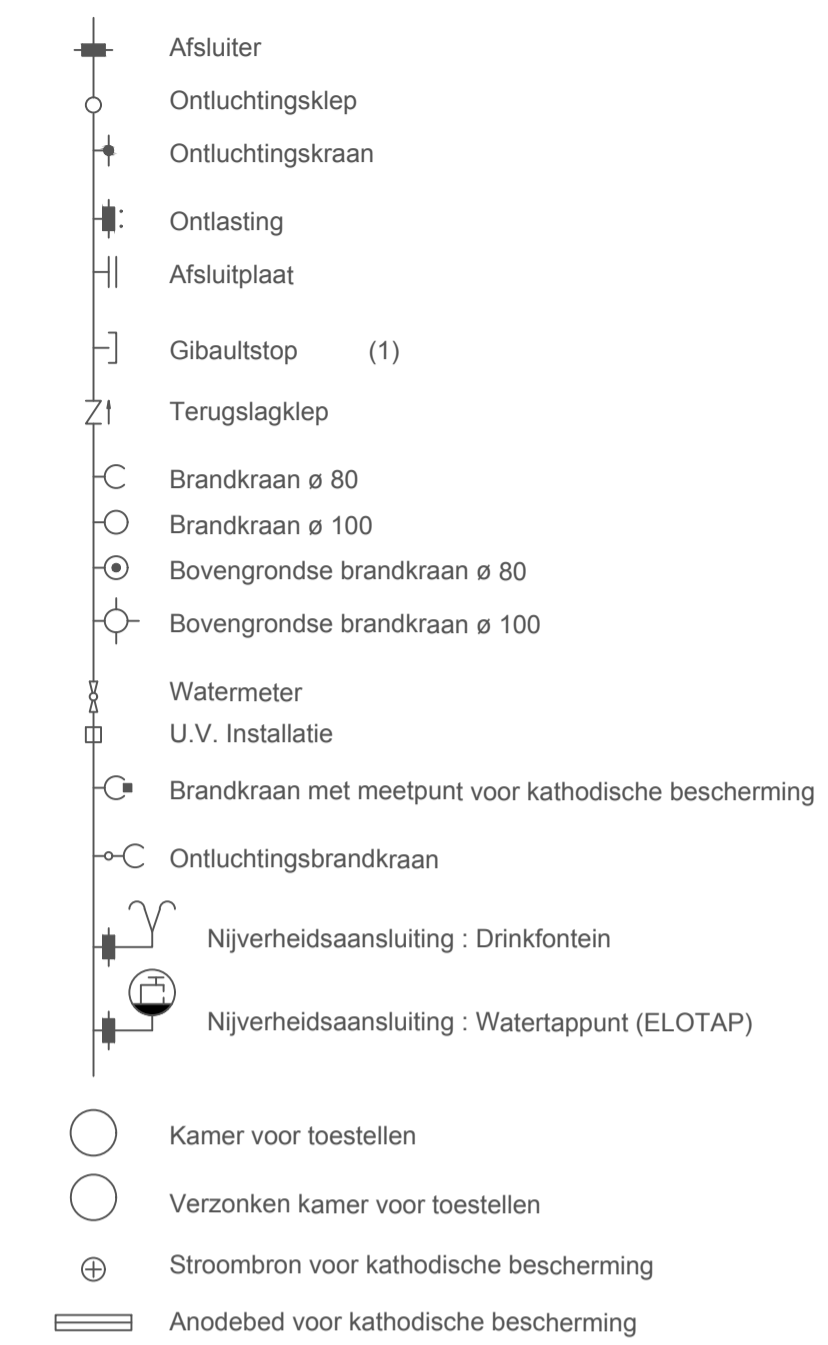 Afsluiter
Ontluchtingsklep
Ontluchtingskraan
Ontlasting
Afsluitplaat
Gibaultstop (1)
Terugslagklep
Brandkraan ø 80
Brandkraan ø 100
Bovengrondse brandkraan ø 80
Bovengrondse brandkraan ø 100
Watermeter
U.V. Installatie
Brandkraan met meetpunt voor kathodische bescherming
Ontluchtingsbrandkraan
Nijverheidsaansluiting : Drinkfontein
Nijverheidsaansluiting : Watertappunt (ELOTAP)
Kamer voor toestellen
Verzonken kamer voor toestellen
Stroombron voor kathodische bescherming
Anodebed voor kathodische bescherming